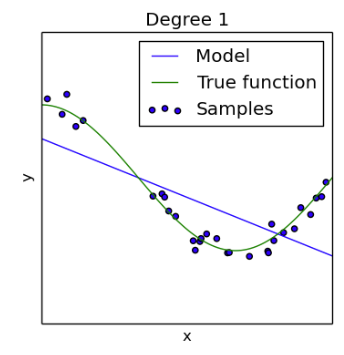 Degree 1
Model
True function
Samples
y
x